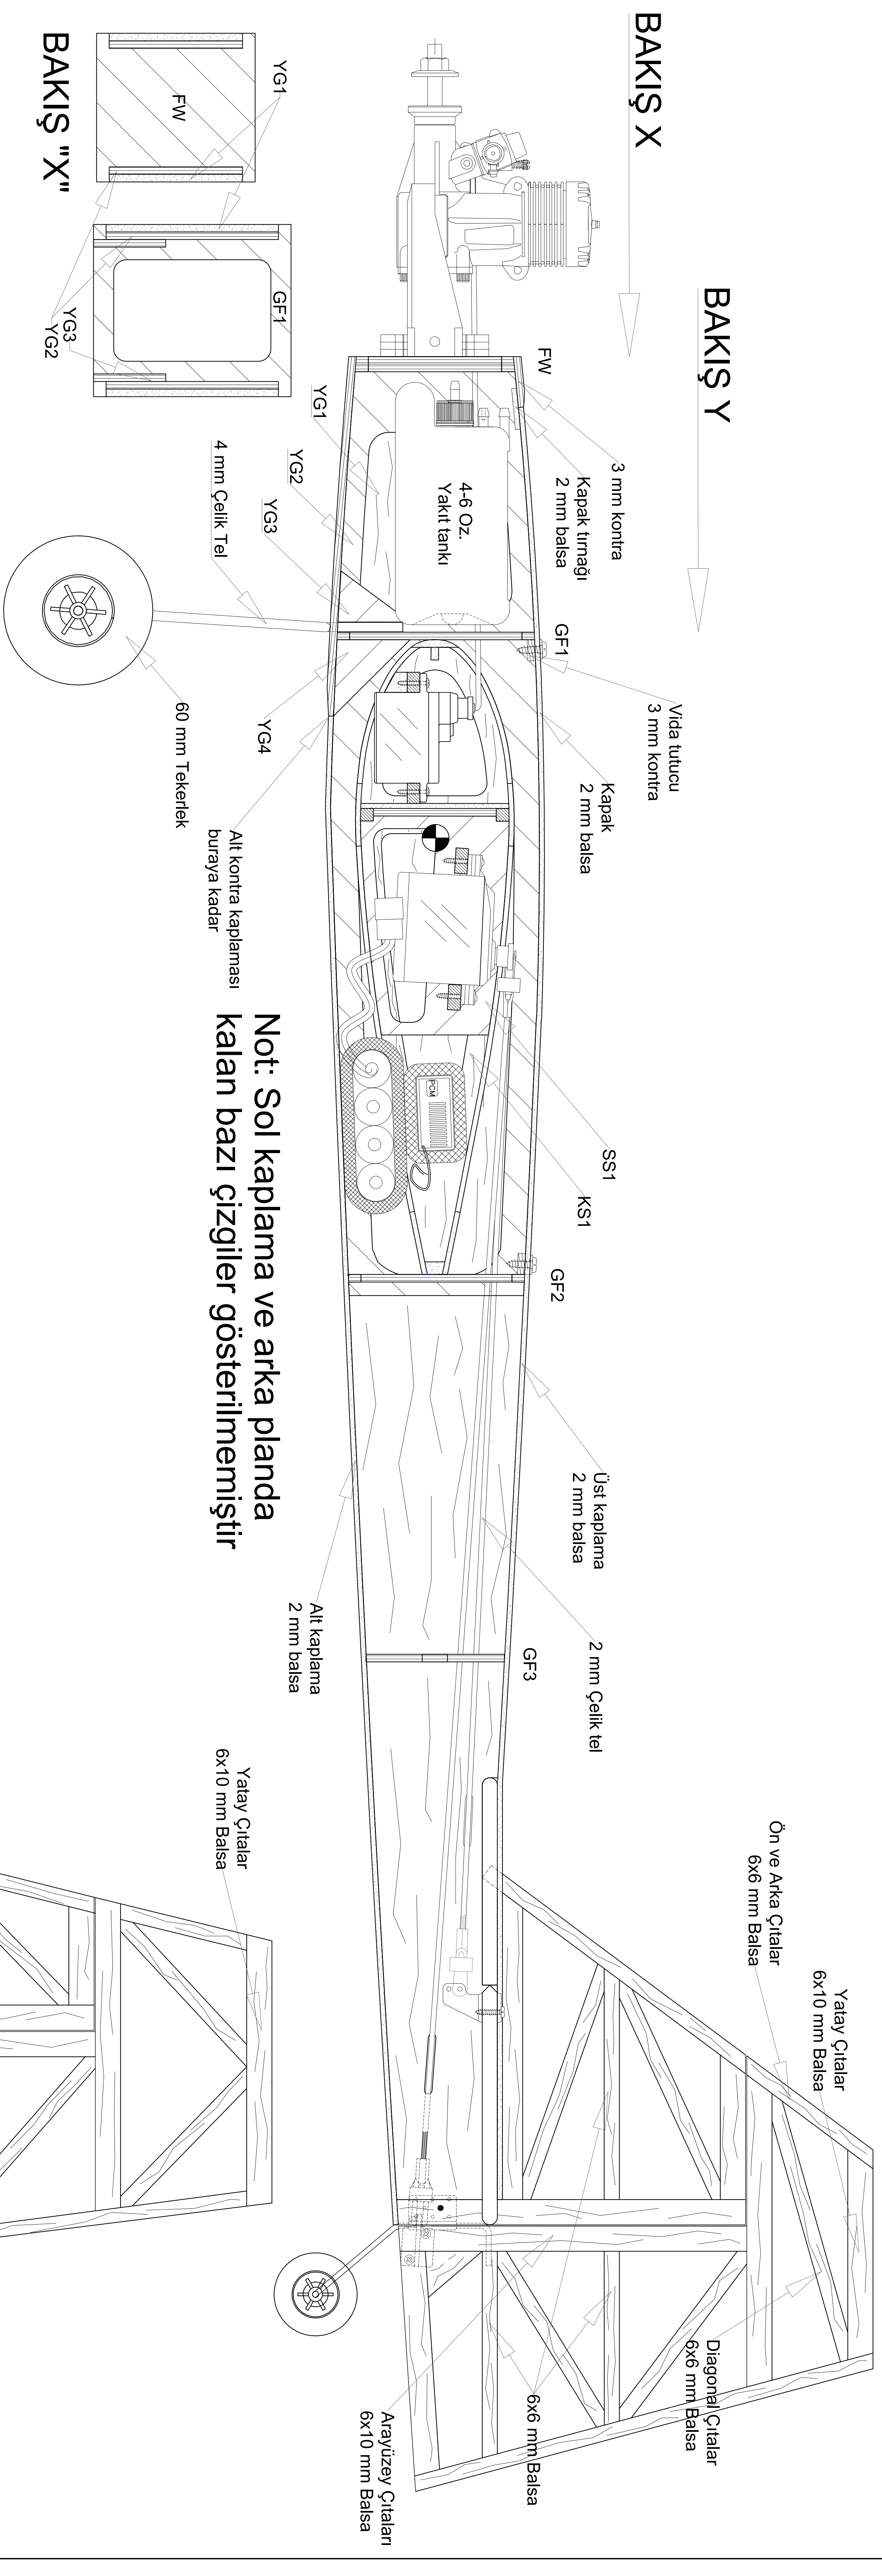 BAKIŞ X
BAKIŞ Y
BAKIŞ "X"
YG1
FW
GF1
YG3
YG2
FW
3 mm kontra
Kapak tırnağı
2 mm balsa
YG1
YG2
YG3
4 mm Çelik Tel
4-6 Oz.
Yakıt tankı
GF1
Vida tutucu
3 mm kontra
Kapak
2 mm balsa
YG4
60 mm Tekerlek
Alt kontra kaplaması
buraya kadar
PCM
SS1
KS1
GF2
Not: Sol kaplama ve arka planda
kalan bazı çizgiler gösterilmemiştir
Üst kaplama
2 mm balsa
2 mm Çelik tel
Alt kaplama
2 mm balsa
GF3
Yatay Çıtalar
6x10 mm Balsa
Ön ve Arka Çıtalar
6x6 mm Balsa
Yatay Çıtalar
6x10 mm Balsa
Diagonal Çıtalar
6x6 mm Balsa
6x6 mm Balsa
Arayüzey Çıtaları
6x10 mm Balsa